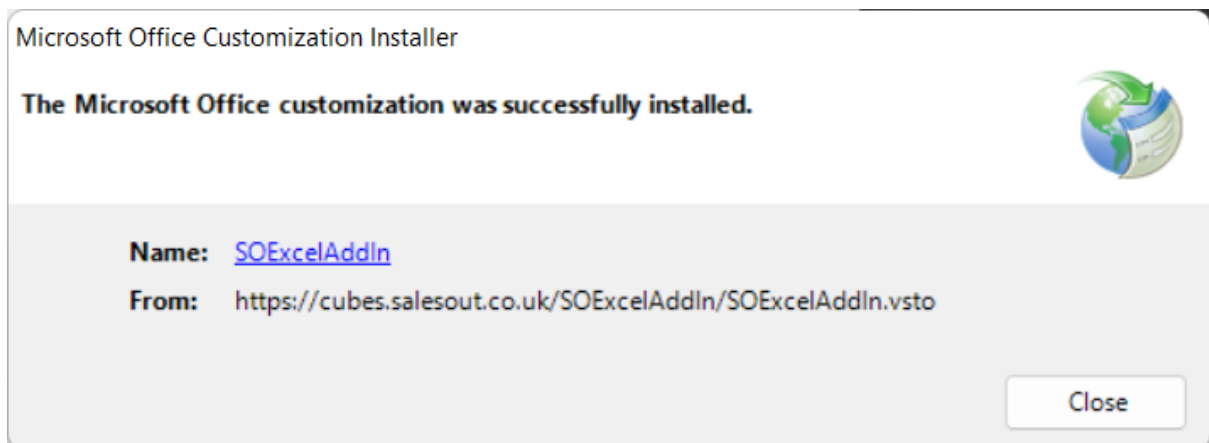 Microsoft Office Customization Installer
The Microsoft Office customization was successfully installed.
Name: SOExcelAddIn
From: https://cubes.salesout.co.uk/SOExcelAddIn/SOExcelAddIn.vsto
Close